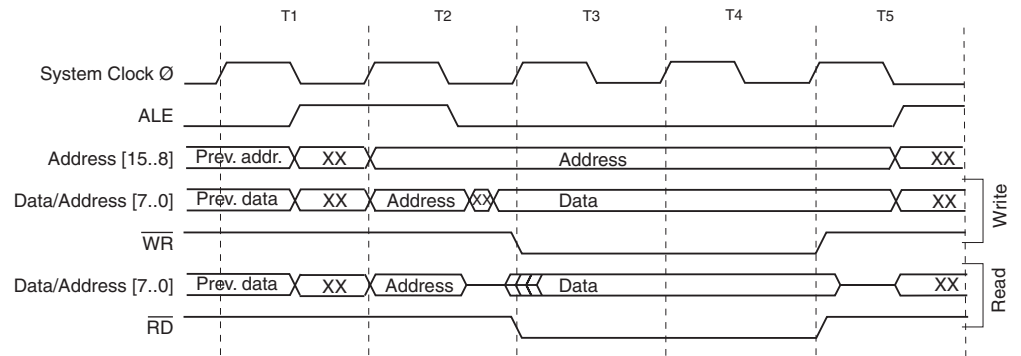 T1 T2 T3 T4 T5
System Clock Ø
ALE
Address [15..8] Prev. addr. XX Address XX
Data/Address [7..0] Prev. data XX Address XX Data XX
WR
Write
Data/Address [7..0] Prev. data XX Address Data XX
RD
Read